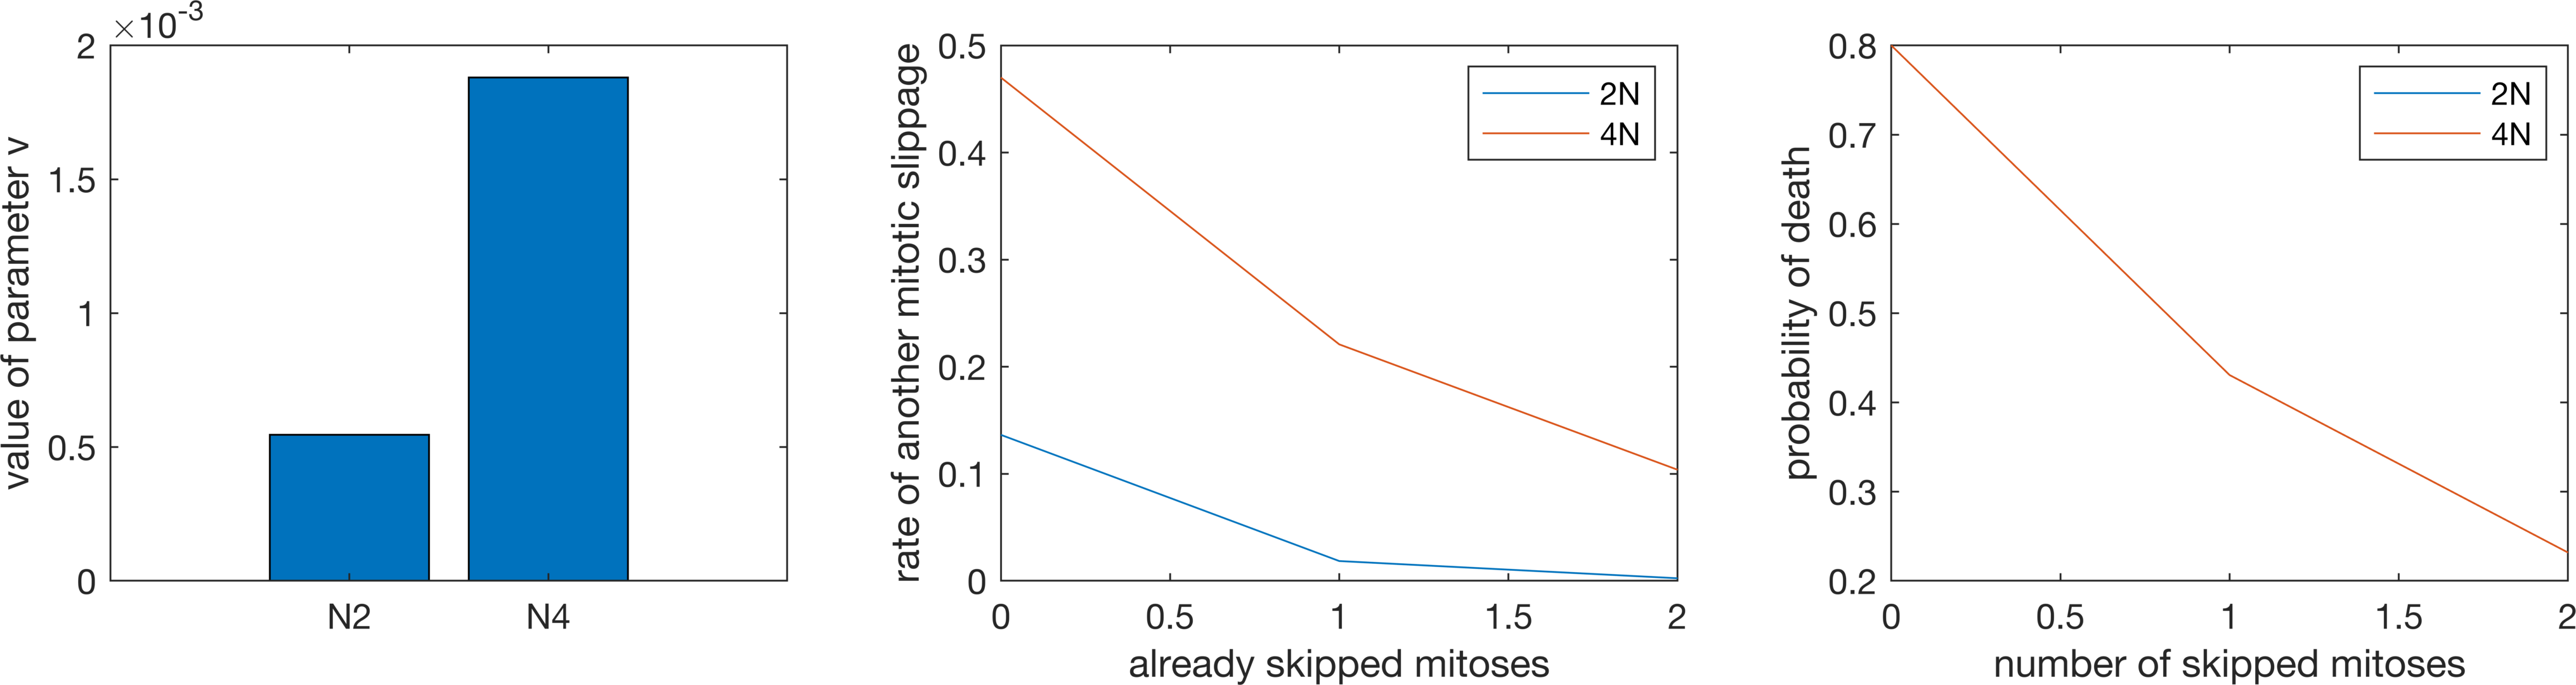 ×10-3
2
1.5
1
0.5
0
N2
N4
value of parameter v
0.5
0.4
0.3
0.2
0.1
0
0
0.5
1
1.5
2
rate of another mitotic slippage
already skipped mitoses
2N
4N
0.8
0.7
0.6
0.5
0.4
0.3
0.2
0
0.5
1
1.5
2
probability of death
number of skipped mitoses
2N
4N